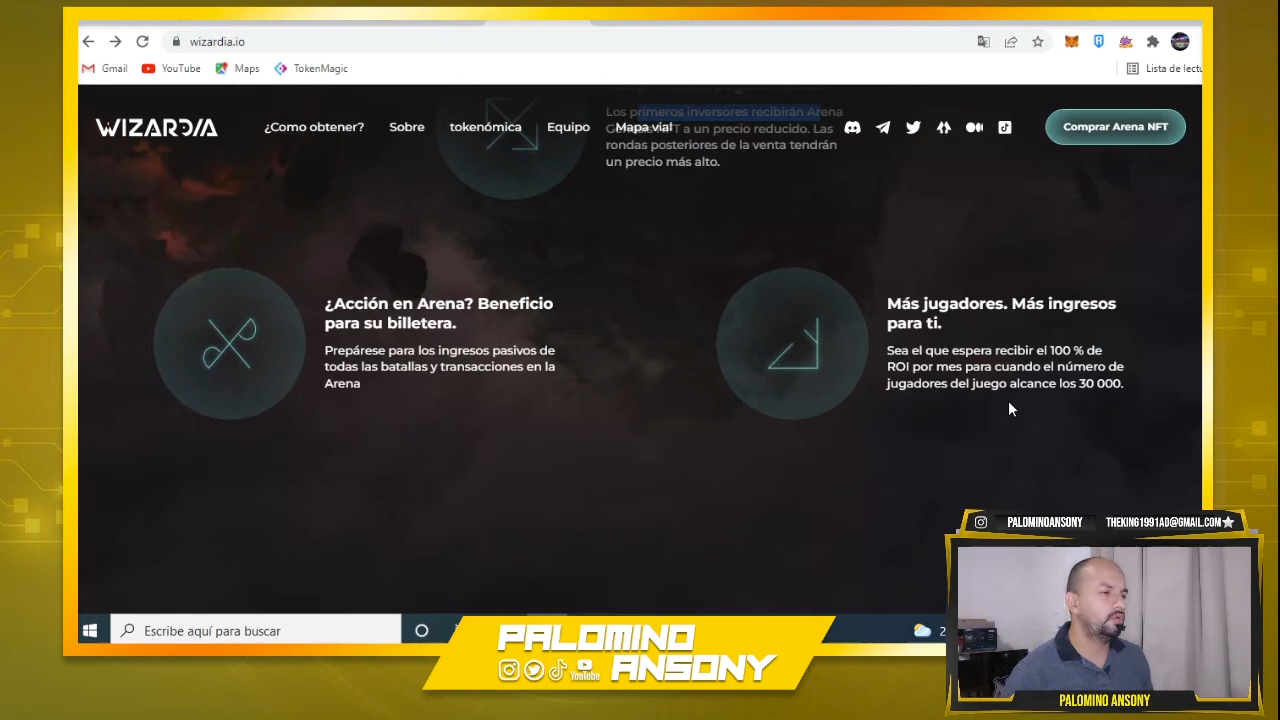 wizardia.io
Gmail YouTube Maps TokenMagic Lista de lectu
WIZARDIA ¿Como obtener? Sobre tokenómica Equipo Mapa vial Comprar Arena NFT
Los primeros inversores recibirán Arena
a un precio reducido. Las
rondas posteriores de la venta tendrán
un precio más alto.
¿Acción en Arena? Beneficio
para su billetera.
Prepárese para los ingresos pasivos de
todas las batallas y transacciones en la
Arena
Más jugadores. Más ingresos
para ti.
Sea el que espera recibir el 100 % de
ROI por mes para cuando el número de
jugadores del juego alcance los 30 000.
Escribe aquí para buscar
2
PALOMINO
ANSONY
YouTube
PALOMINOANSONY THEKING1991AD@GMAIL.COM
PALOMINO ANSONY